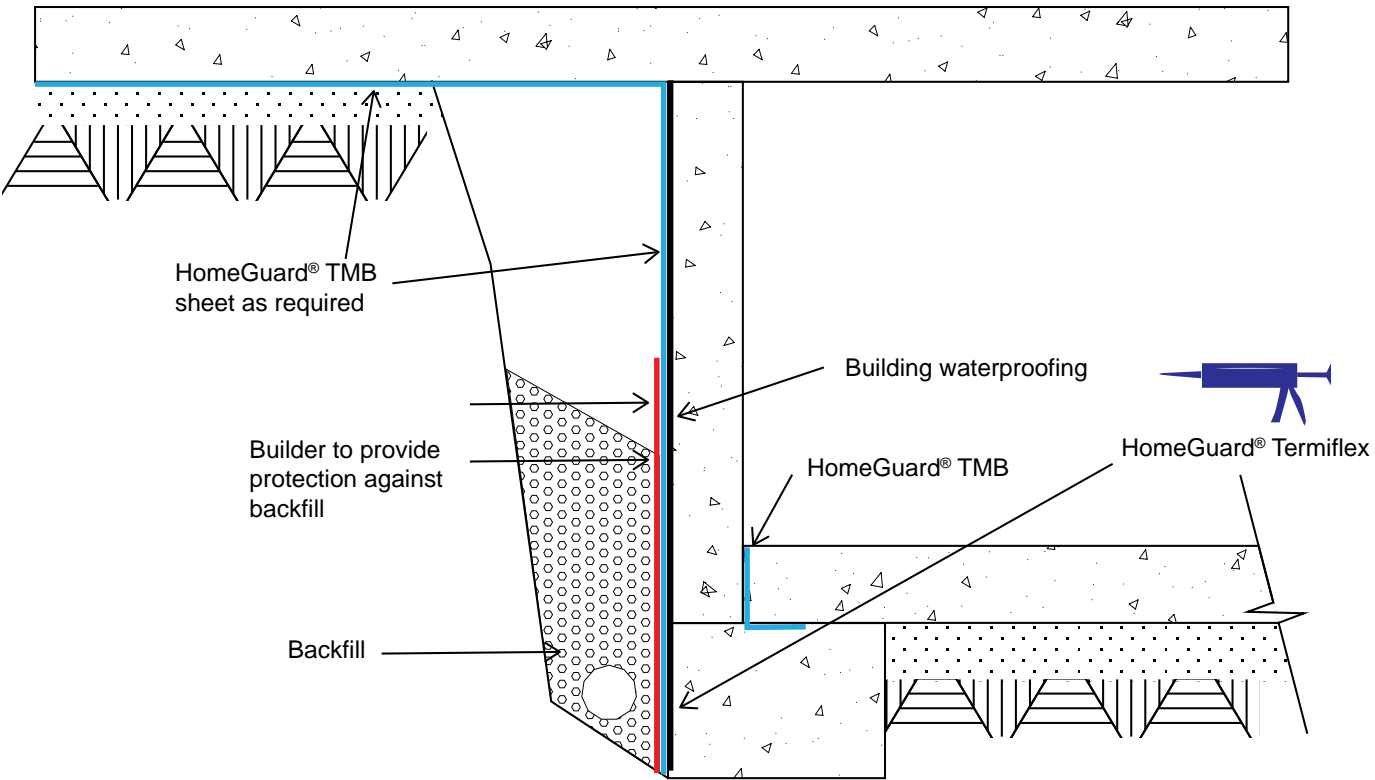 HomeGuard® TMB
sheet as required
Building waterproofing
Builder to provide
protection against
backfill
HomeGuard® TMB
HomeGuard® Termiflex
Backfill